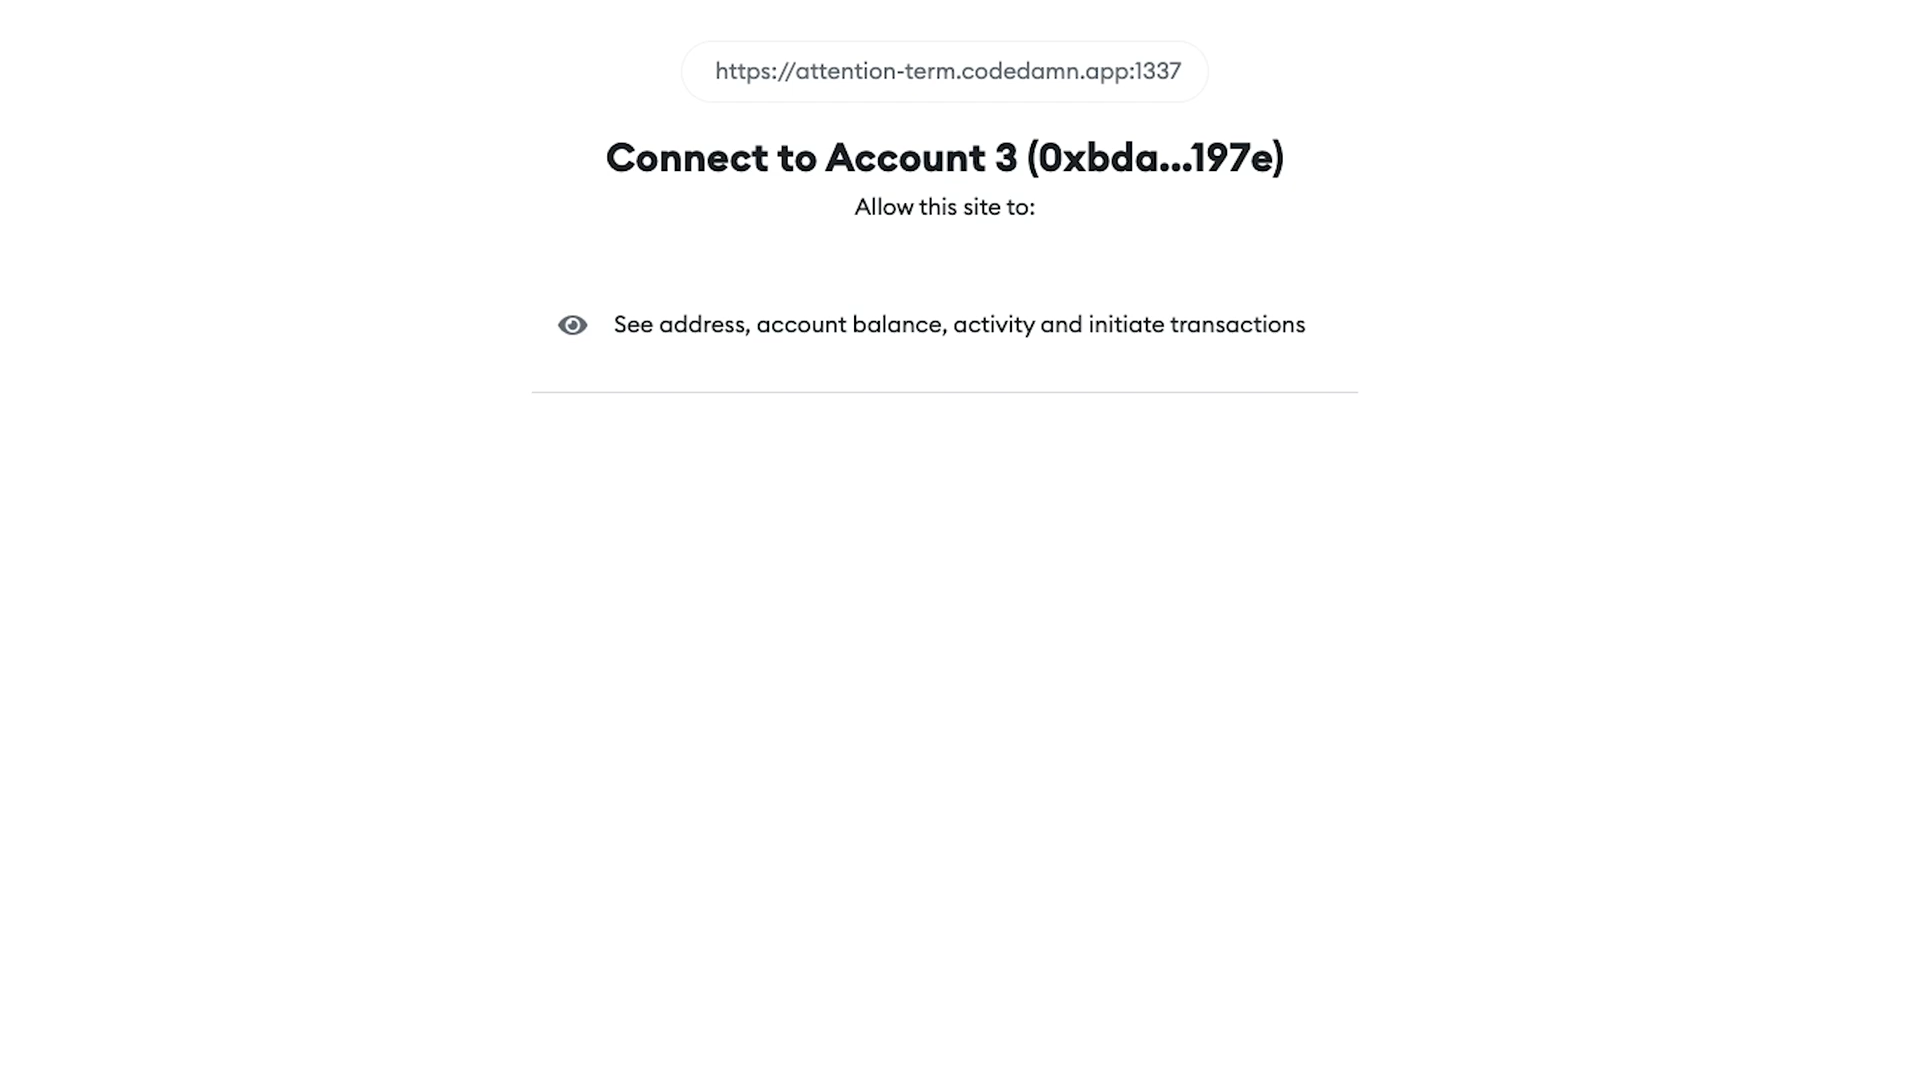 https://attention-term.codedamn.app:1337
Connect to Account 3 (0xbda...197e)
Allow this site to:
See address, account balance, activity and initiate transactions